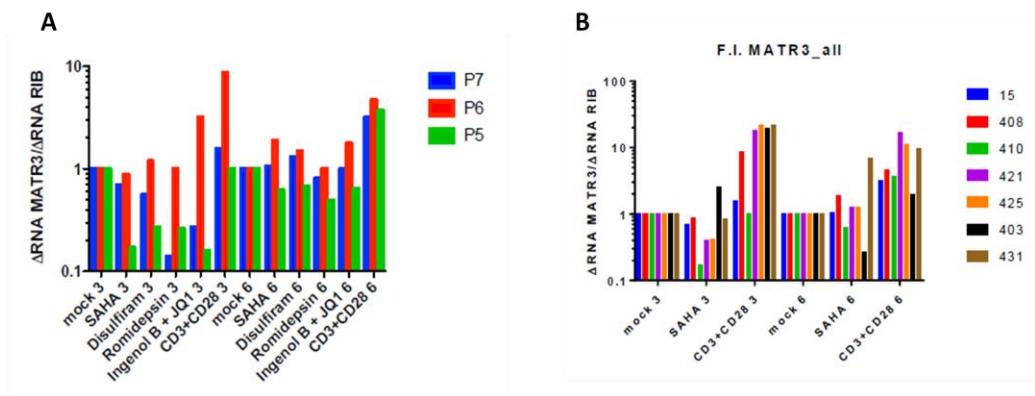 A
ΔRNA MATR3/ΔRNA RIB
10
1
0.1
mock 3
SAHA 3
Disulfiram 3
Romidepsin 3
Ingenol B + JQ1 3
CD3+CD28 3
mock 6
SAHA 6
Disulfiram 6
Romidepsin 6
Ingenol B + JQ1 6
CD3+CD28 6
P7
P6
P5
B
F.I. MATR3_all
ΔRNA MATR3/ΔRNA RIB
100
10
1
0.1
mock 3
SAHA 3
CD3+CD28 3
mock 6
SAHA 6
CD3+CD28 6
15
408
410
421
425
403
431